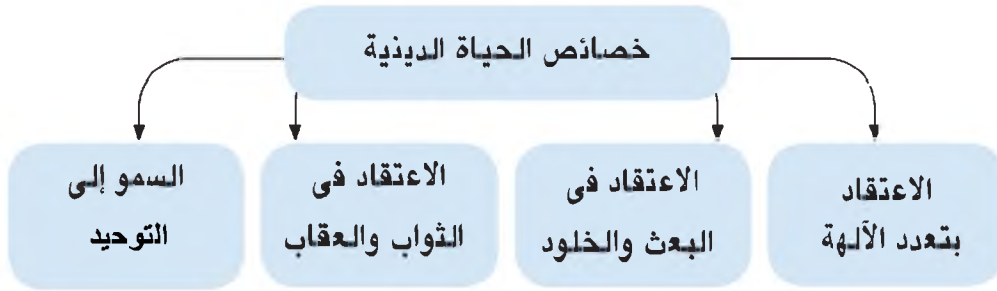 خصائص الحياة الدينية
الاعتقاد
بتعدد الآلهة
الاعتقاد فى
البعث والخلود
الاعتقاد فى
الثواب والعقاب
السمو إلى
التوحيد